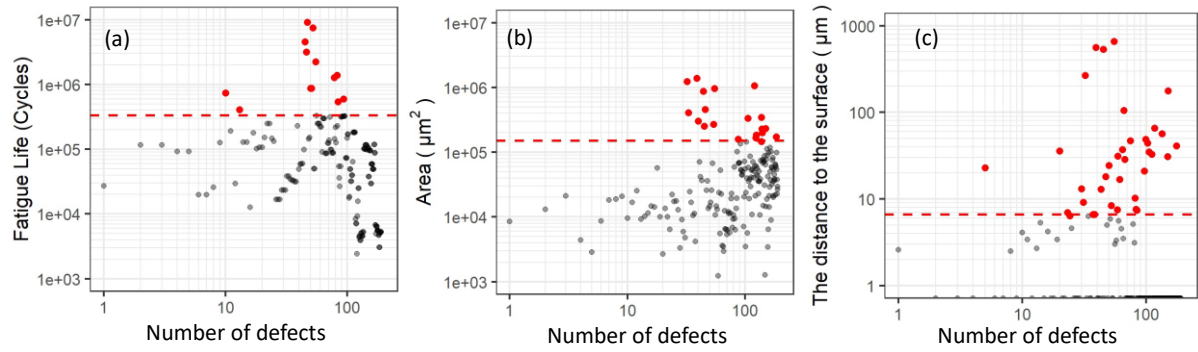 (a)
Fatigue Life (Cycles)
1e+07
1e+06
1e+05
1e+04
1e+03
1
10
100
Number of defects
(b)
Area ( μm²)
1e+07
1e+06
1e+05
1e+04
1e+03
1
10
100
Number of defects
(c)
The distance to the surface ( μm)
1000
100
10
1
1
10
100
Number of defects